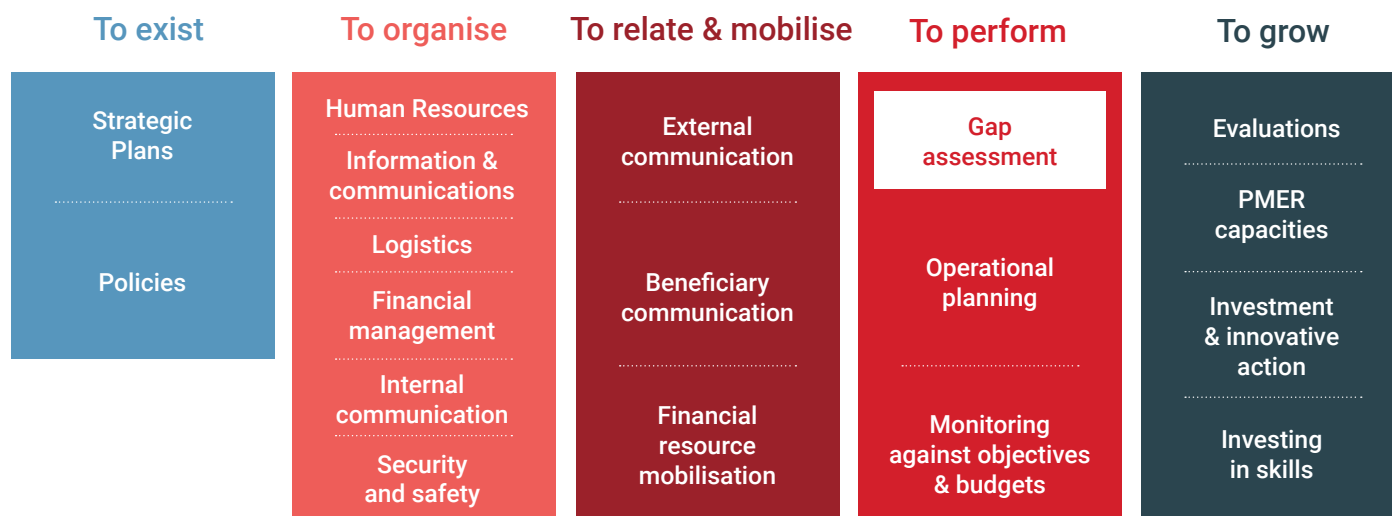 To exist
Strategic
Plans
Policies
To organise
Human Resources
Information &
communications
Logistics
Financial
management
Internal
communication
Security
and safety
To relate & mobilise
External
communication
Beneficiary
communication
Financial
resource
mobilisation
To perform
Gap
assessment
Operational
planning
Monitoring
against objectives
& budgets
To grow
Evaluations
PMER
capacities
Investment
& innovative
action
Investing
in skills